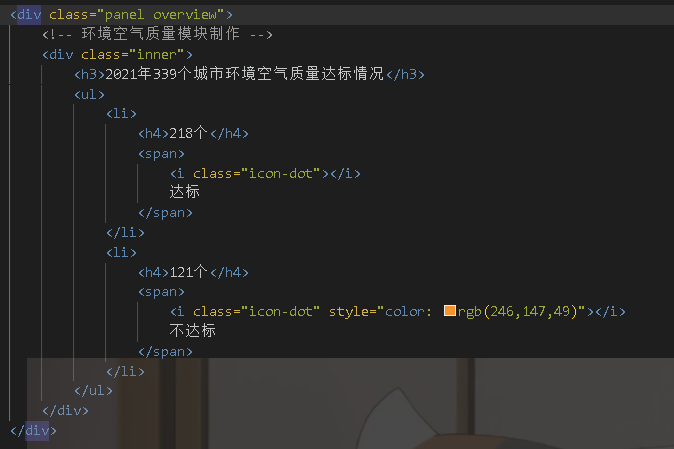 <div class="panel overview">
<!-- 环境空气质量模块制作 -->
<div class="inner">
<h3>2021年339个城市环境空气质量达标情况</h3>
<ul>
<li>
<h4>218个</h4>
<span>
<i class="icon-dot"></i>
达标
</span>
</li>
<li>
<h4>121个</h4>
<span>
<i class="icon-dot" style="color: rgb(246,147,49)"></i>
不达标
</span>
</li>
</ul>
</div>
</div>